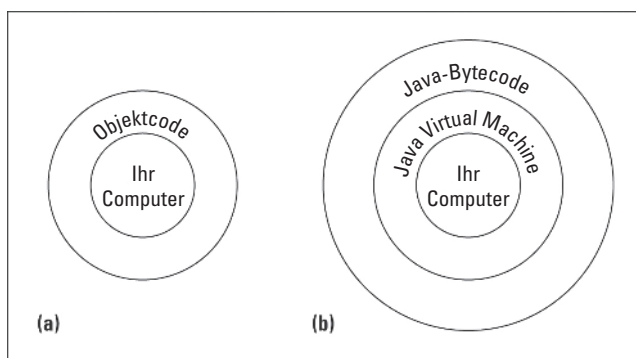 Objektcode
Ihr
Computer
(a)
Java-Bytecode
Java Virtual Machine
Ihr
Computer
(b)